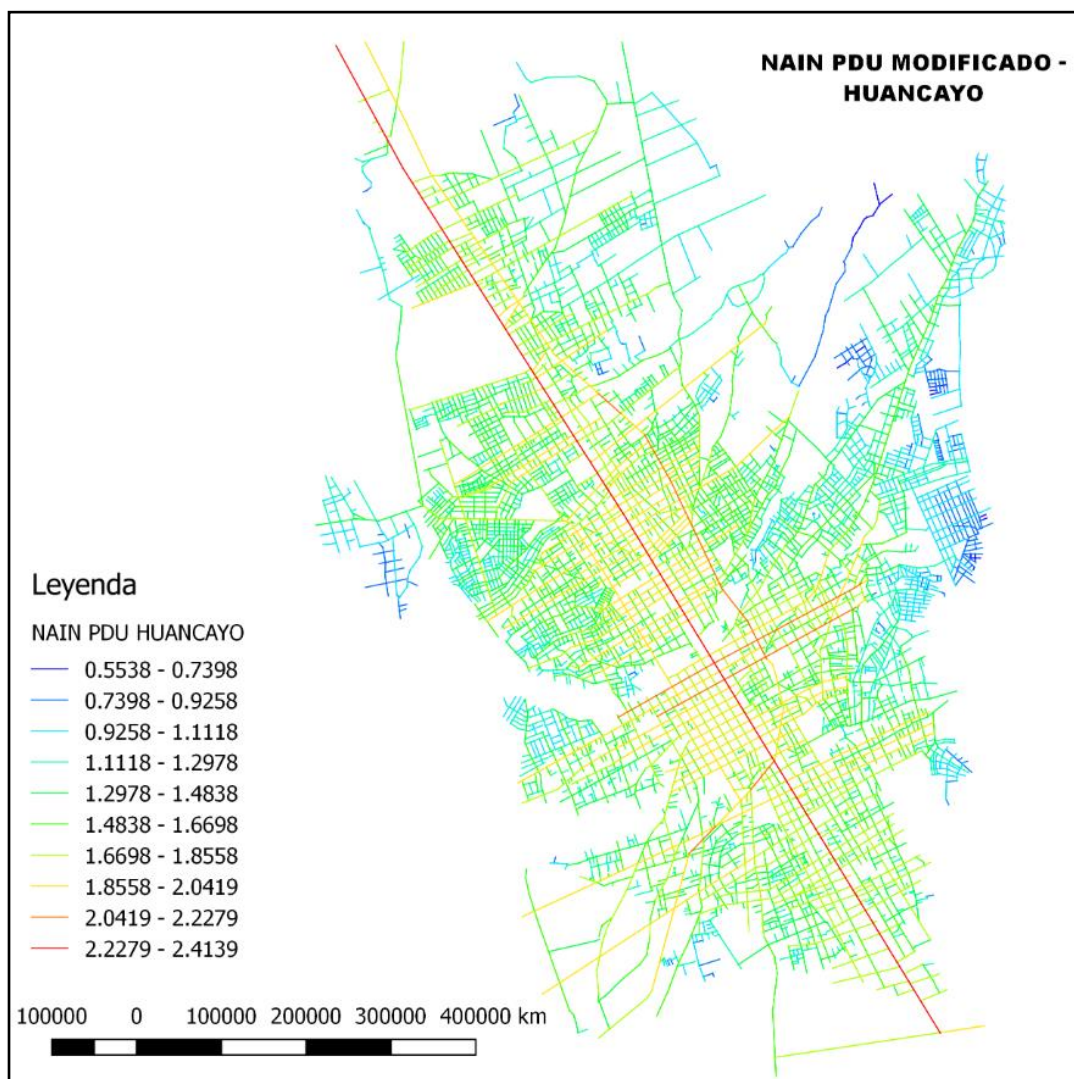 NAIN PDU MODIFICADO -
HUANCAYO
Leyenda
NAIN PDU HUANCAYO
0.5538 - 0.7398
0.7398 - 0.9258
0.9258 - 1.1118
1.1118 - 1.2978
1.2978 - 1.4838
1.4838 - 1.6698
1.6698 - 1.8558
1.8558 - 2.0419
2.0419 - 2.2279
2.2279 - 2.4139
100000 0 100000 200000 300000 400000 km